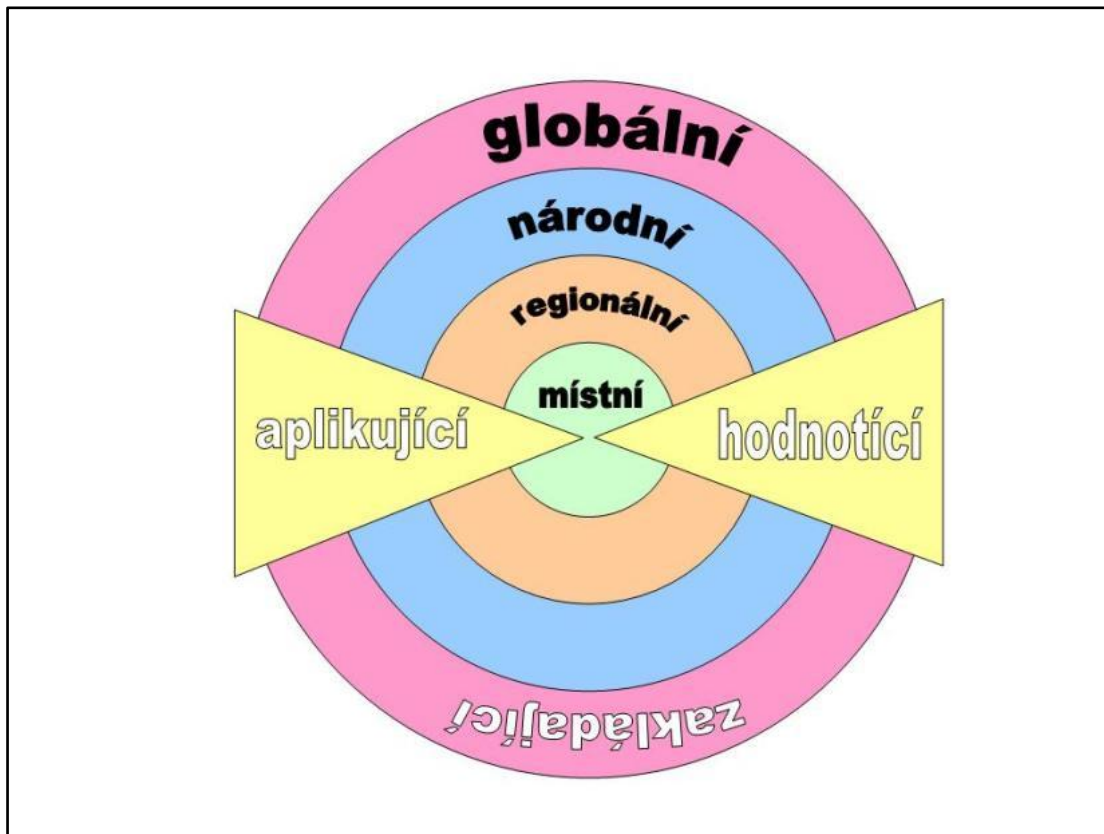 globální
národní
regionální
místní
aplikující
hodnotící
zakládající